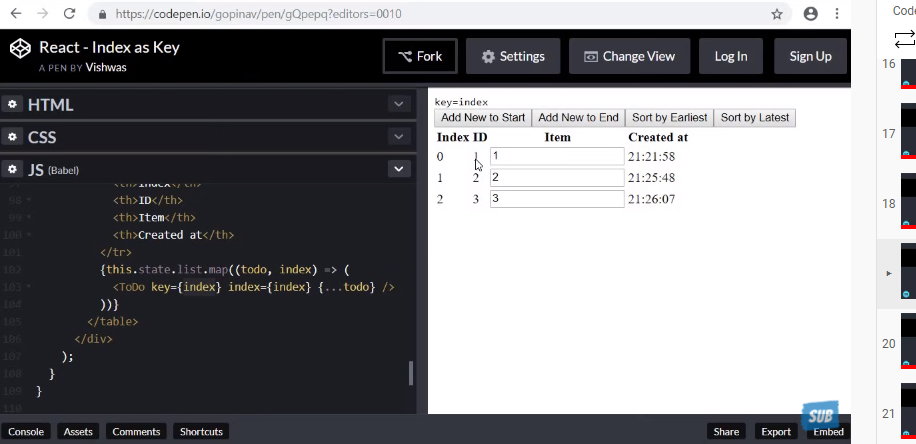 https://codepen.io/gopinav/pen/gQpepq?editors=0010
Code
React - Index as Key
A PEN BY Vishwas
Fork
Settings
Change View
Log In
Sign Up
HTML
CSS
JS (Babel)
<th>Index</th>
98 <th>ID</th>
99 <th>Item</th>
100 <th>Created at</th>
101 </tr>
102 {this.state.list.map((todo, index) => (
103 <ToDo key={index} index={index} {...todo} />
104 ))}
105 </table>
106 </div>
107 );
108 }
109 }
110
key=index
Add New to Start Add New to End Sort by Earliest Sort by Latest
Index ID Item Created at
0 1 1 21:21:58
1 2 2 21:25:48
2 3 3 21:26:07
16
17
18
20
21
SUB
Console Assets Comments Shortcuts
Share Export Embed